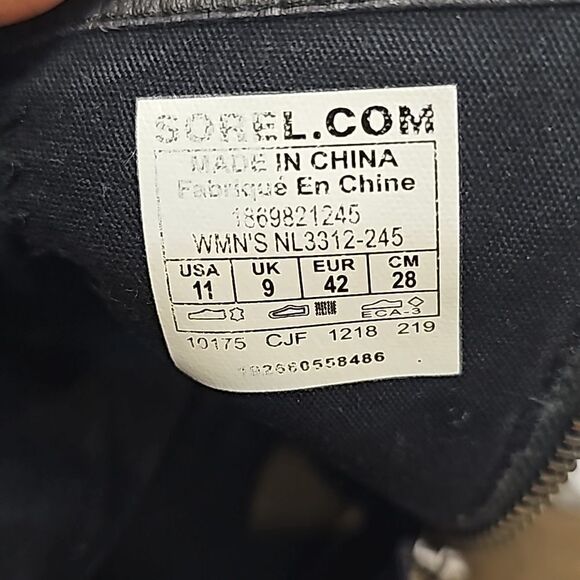 SOREL.COM
MADE IN CHINA
Fabriqué En Chine
1869821245
WMN'S NL3312-245
USA UK EUR CM
11 9 42 28
ECA-3
10175 CJF 1218 219
192660558486